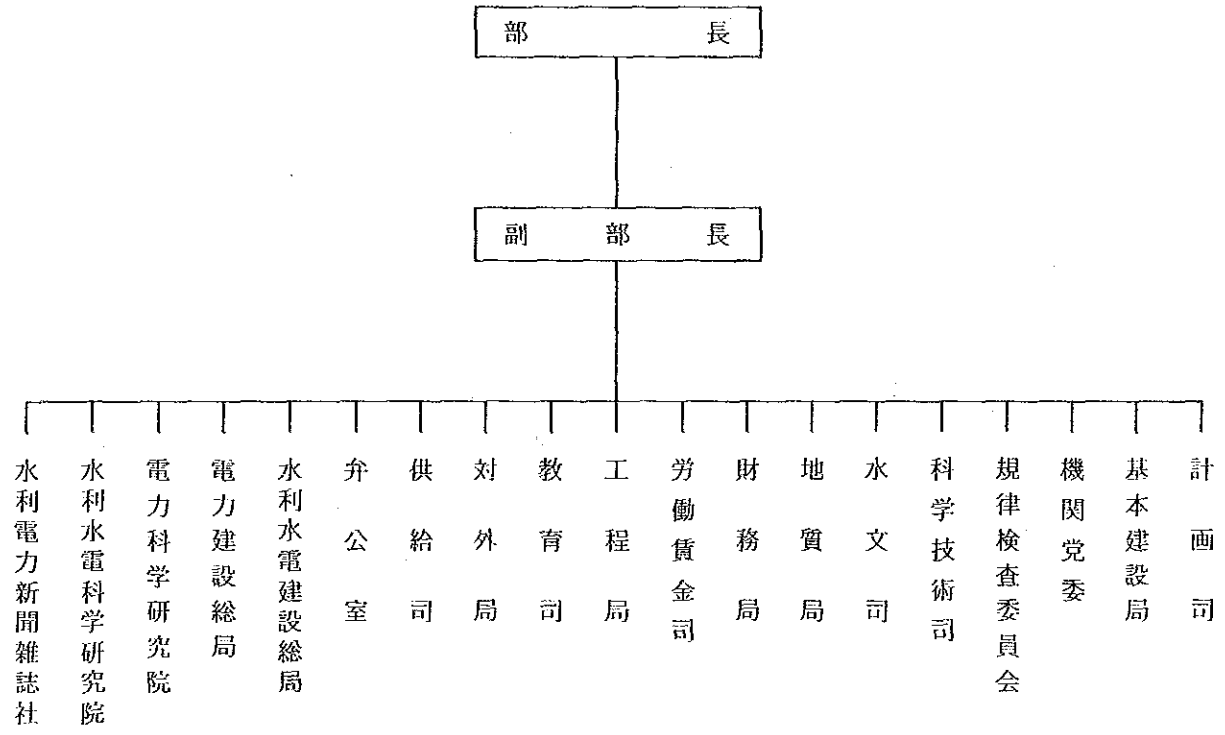 部長
副部長
水利電力新聞雑誌社
水利水電科学研究院
電力科学研究院
電力建設総局
水利水電建設総局
弁公室
供給司
対外局
教育司
工程局
労働賃金司
財務局
地質局
水文司
科学技術司
規律検査委員会
機関党委
基本建設局
計画司